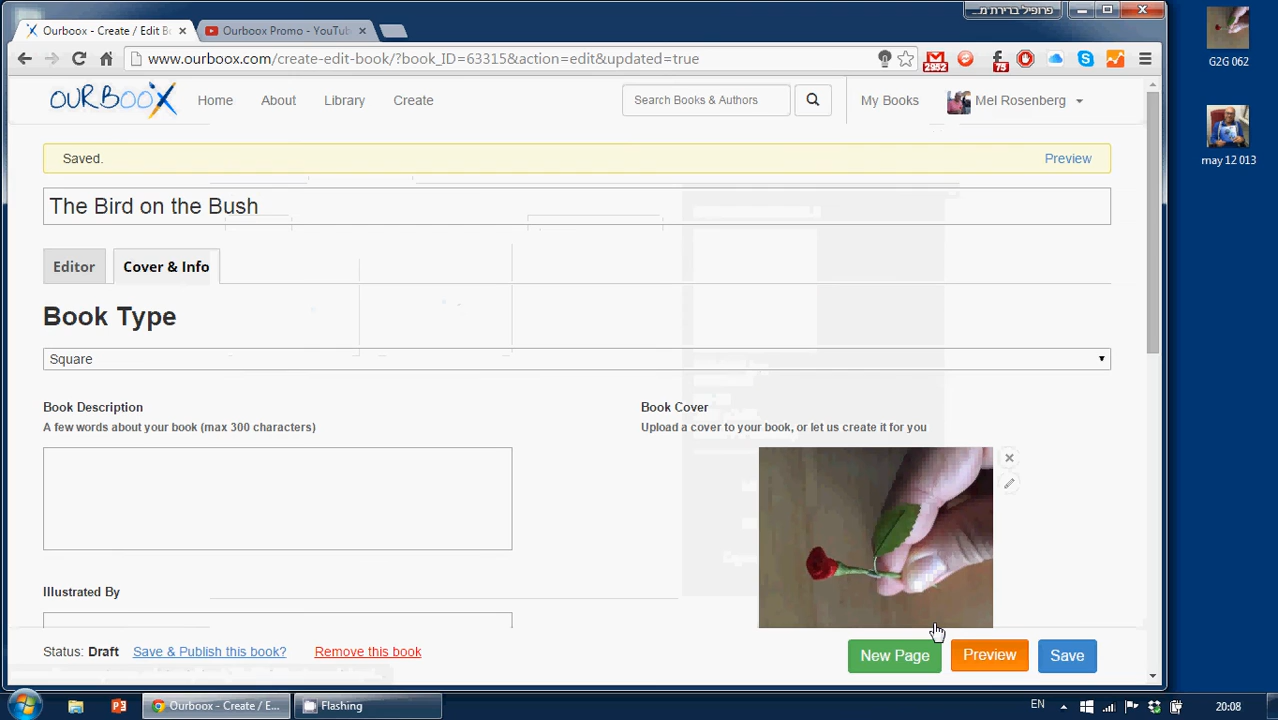 פרופיל ברירת מ...
Ourboox - Create / Edit B
Ourboox Promo - YouTub
www.ourboox.com/create-edit-book/?book_ID=63315&action=edit&updated=true
2952
75
OURBOOX
Home
About
Library
Create
Search Books & Authors
My Books
Mel Rosenberg
Saved.
Preview
The Bird on the Bush
Editor
Cover & Info
Book Type
Square
Book Description
A few words about your book (max 300 characters)
Book Cover
Upload a cover to your book, or let us create it for you
Illustrated By
Status: Draft
Save & Publish this book?
Remove this book
New Page
Preview
Save
G2G 062
may 12 013
Ourboox - Create / E...
Flashing
EN
20:08